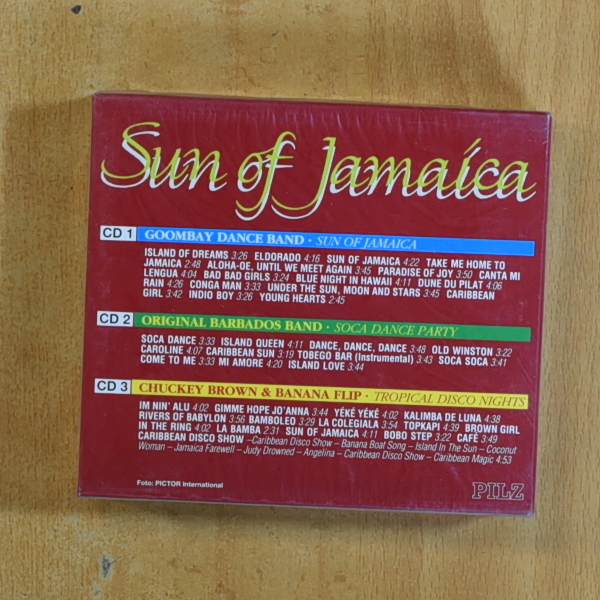 Sun of Jamaica
CD 1 GOOMBAY DANCE BAND · SUN OF JAMAICA
ISLAND OF DREAMS 3:26 ELDORADO 4:16 SUN OF JAMAICA 4:22 TAKE ME HOME TO
JAMAICA 2:48 ALOHA-OE, UNTIL WE MEET AGAIN 3:45 PARADISE OF JOY 3:50 CANTA MI
LENGUA 4:04 BAD BAD GIRLS 3:24 BLUE NIGHT IN HAWAII 4:11 DUNE DU PILAT 4:06
RAIN 4:26 CONGA MAN 3:33 UNDER THE SUN, MOON AND STARS 3:45 CARIBBEAN
GIRL 3:42 INDIO BOY 3:26 YOUNG HEARTS 2:45
CD 2 ORIGINAL BARBADOS BAND · SOCA DANCE PARTY
SOCA DANCE 3:33 ISLAND QUEEN 4:11 DANCE, DANCE, DANCE 3:48 OLD WINSTON 3:22
CAROLINE 4:07 CARIBBEAN SUN 3:19 TOBEGO BAR (Instrumental) 3:43 SOCA SOCA 3:41
COME TO ME 3:33 MI AMORE 4:20 ISLAND LOVE 3:44
CD 3 CHUCKEY BROWN & BANANA FLIP · TROPICAL DISCO NIGHTS
IM NIN' ALU 4:02 GIMME HOPE JO'ANNA 3:44 YÉKÉ YÉKÉ 4:02 KALIMBA DE LUNA 4:38
RIVERS OF BABYLON 3:56 BAMBOLEO 3:29 LA COLEGIALA 3:54 TOPKAPI 4:39 BROWN GIRL
IN THE RING 4:02 LA BAMBA 2:31 SUN OF JAMAICA 4:11 BOBO STEP 3:22 CAFÉ 3:49
CARIBBEAN DISCO SHOW –Caribbean Disco Show – Banana Boat Song – Island In The Sun – Coconut
Woman – Jamaica Farewell – Judy Drowned – Angelina – Caribbean Disco Show – Caribbean Magic 4:53
Foto: PICTOR International
PILZ